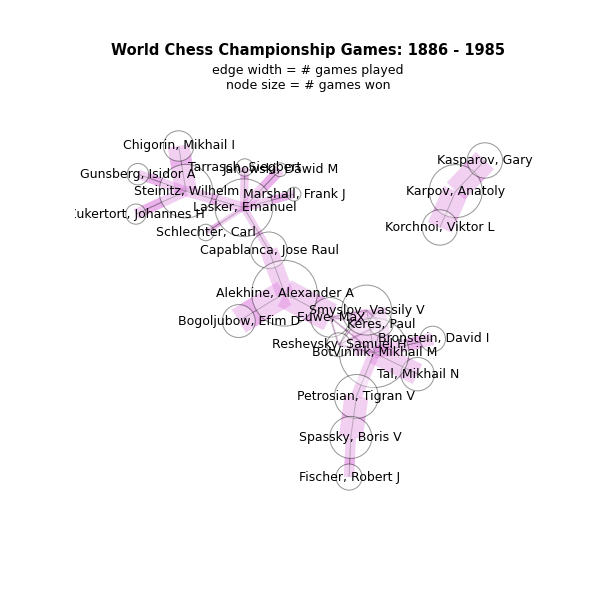 World Chess Championship Games: 1886 - 1985
edge width = # games played
node size = # games won
Chigorin, Mikhail I
Kasparov, Gary
Tarrasch, Siegbert
Janowski, Dawid M
Gunsberg, Isidor A
Steinitz, Wilhelm
Karpov, Anatoly
Marshall, Frank J
Lasker, Emanuel
ukertort, Johannes H
Korchnoi, Viktor L
Schlechter, Carl
Capablanca, Jose Raul
Alekhine, Alexander A
Smyslov, Vassily V
Euwe, Max
Bogoljubow, Efim D
Keres, Paul
Bronstein, David I
Reshevsky, Samuel H
Botvinnik, Mikhail M
Tal, Mikhail N
Petrosian, Tigran V
Spassky, Boris V
Fischer, Robert J